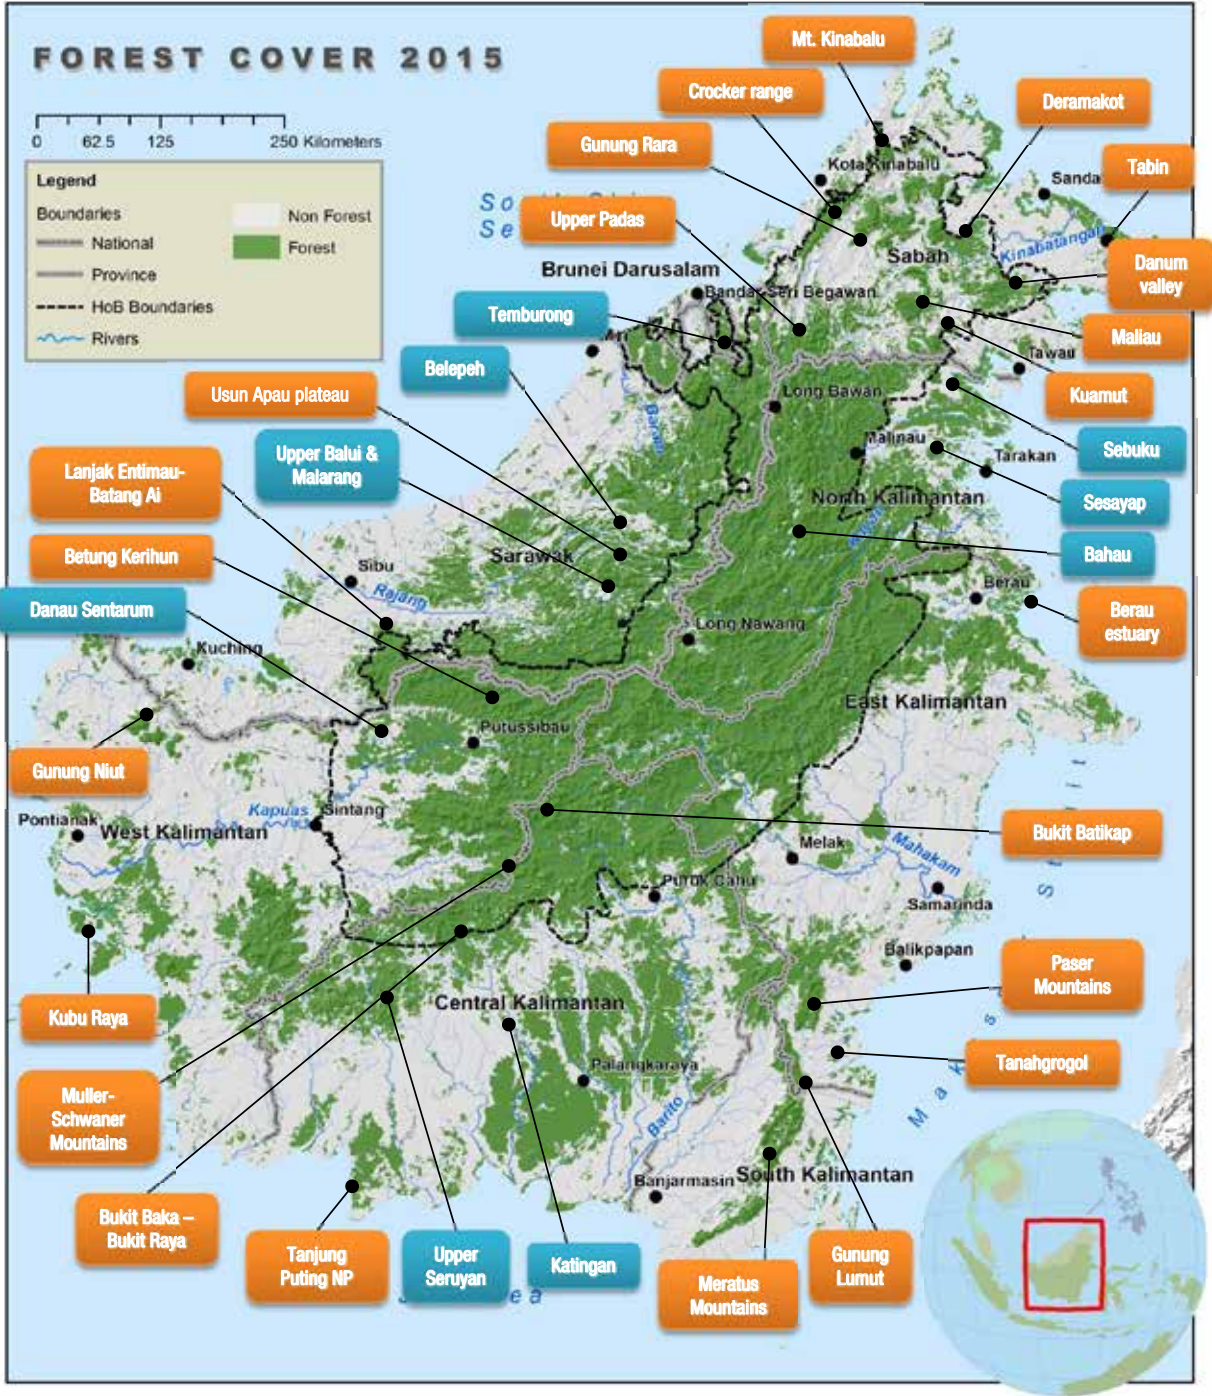 FOREST COVER 2015
0 62.5 125 250 Kilometers
Legend
Boundaries
National
Province
HoB Boundaries
Rivers
Non Forest
Forest
Mt. Kinabalu
Crocker range
Deramakot
Gunung Rara
Tabin
Kota Kinabalu
Sanda
Upper Padas
Kinabatangan
Sabah
Brunei Darusalam
Danum
valley
Bandar Seri Begawan
Temburong
Maliau
Belepeh
Tawau
Usun Apau plateau
Long Bawan
Kuamut
Upper Balui &
Malarang
Malinau
Sebuku
Lanjak Entimau-
Batang Ai
Tarakan
North Kalimantan
Sesayap
Betung Kerihun
Sarawak
Bahau
Sibu
Rajang
Berau
Danau Sentarum
Berau
estuary
Long Nawang
Kuching
East Kalimantan
Putussibau
Gunung Niut
Kapuas
Sintang
Pontianak
West Kalimantan
Bukit Batikap
Melak
Mahakam
Puruk Cahu
Samarinda
Balikpapan
Paser
Mountains
Kubu Raya
Central Kalimantan
Tanahgrogol
Palangkaraya
Muller-
Schwaner
Mountains
Barito
Banjarmasin
South Kalimantan
Bukit Baka –
Bukit Raya
Tanjung
Puting NP
Upper
Seruyan
Katingan
Meratus
Mountains
Gunung
Lumut